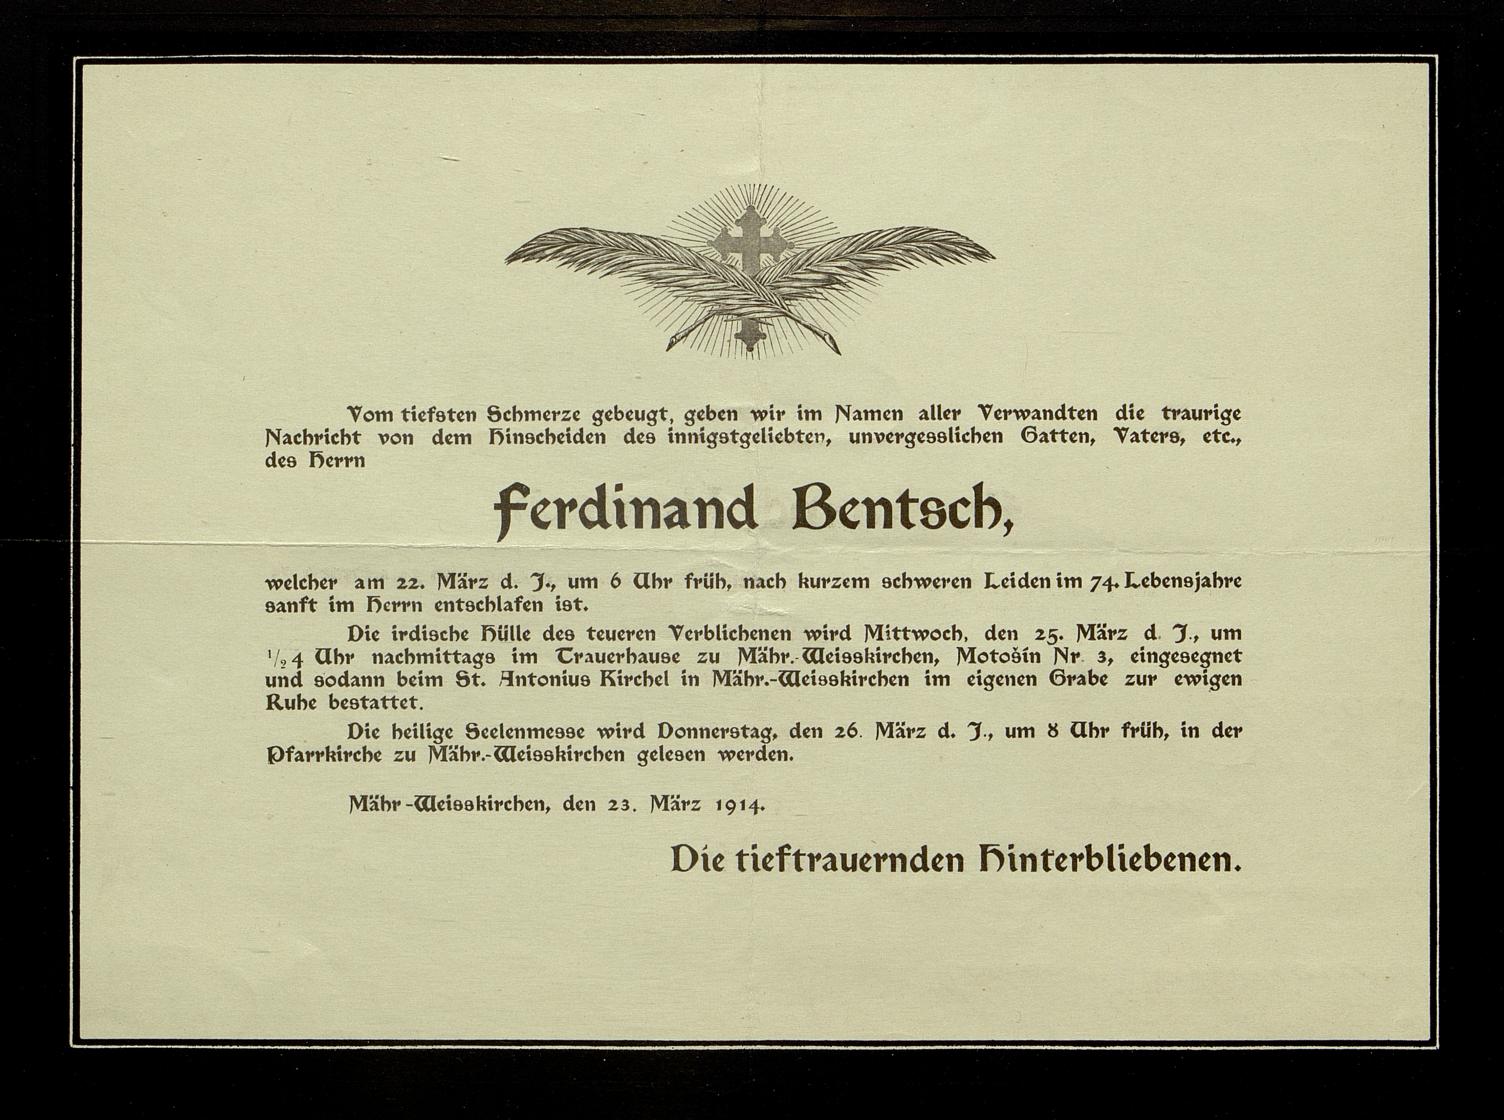 Vom tiefsten Schmerze gebeugt, geben wir im Namen aller Verwandten die traurige
Nachricht von dem Hinscheiden des innigstgeliebten, unvergesslichen Gatten, Vaters, etc.,
des Herrn
Ferdinand Bentsch,
welcher am 22. März d. J., um 6 Uhr früh, nach kurzem schweren Leiden im 74. Lebensjahre
sanft im Herrn entschlafen ist.
Die irdische Hülle des teueren Verblichenen wird Mittwoch, den 25. März d. J., um
1/2 4 Uhr nachmittags im Trauerhause zu Mähr.-Weisskirchen, Motošín Nr. 3, eingesegnet
und sodann beim St. Antonius Kirchel in Mähr.-Weisskirchen im eigenen Grabe zur ewigen
Ruhe bestattet.
Die heilige Seelenmesse wird Donnerstag, den 26. März d. J., um 8 Uhr früh, in der
Pfarrkirche zu Mähr.-Weisskirchen gelesen werden.
Mähr-Weisskirchen, den 23. März 1914.
Die tieftrauernden Hinterbliebenen.